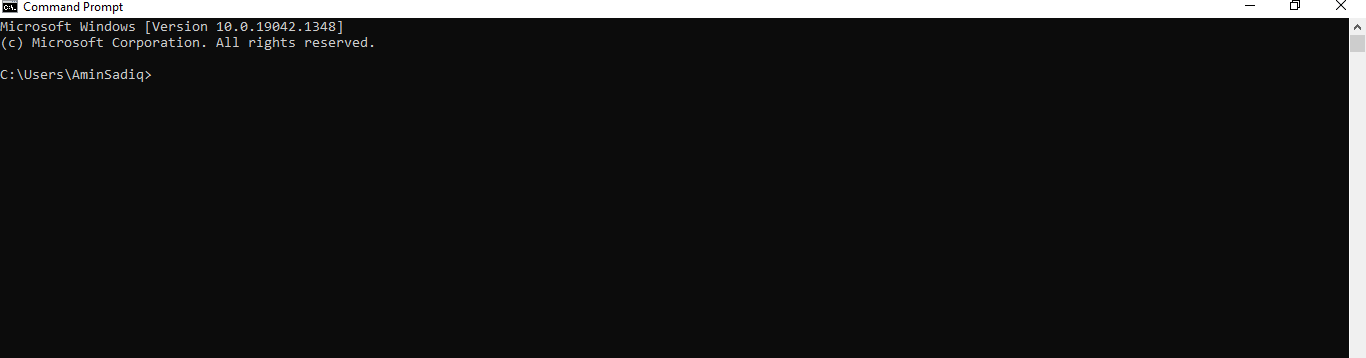 Command Prompt
Microsoft Windows [Version 10.0.19042.1348]
(c) Microsoft Corporation. All rights reserved.
C:\Users\AminSadiq>